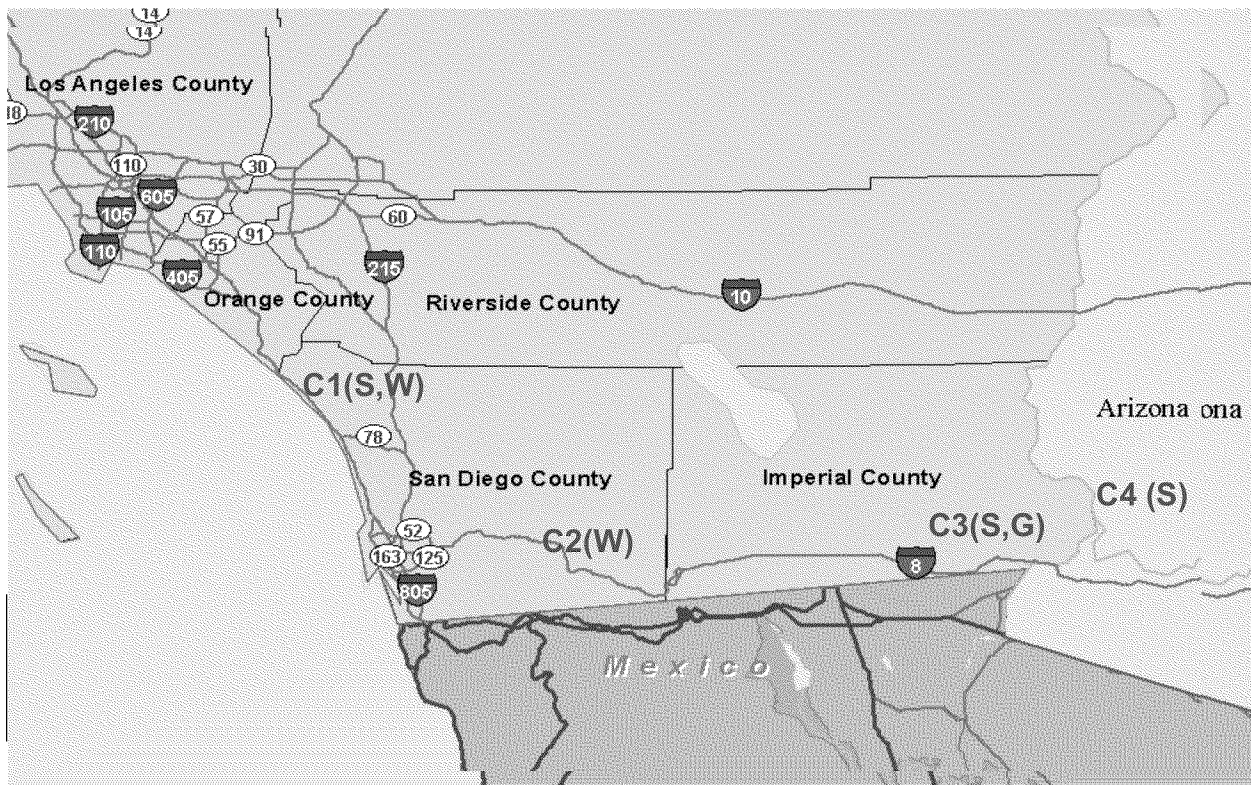 14
14
Los Angeles County
18
210
110
30
605
105
57
60
55
91
110
405
215
Orange County
Riverside County
10
C1(S,W)
Arizona ona
78
San Diego County
Imperial County
C4 (S)
C3(S,G)
52
C2(W)
163
125
8
805
Mexico